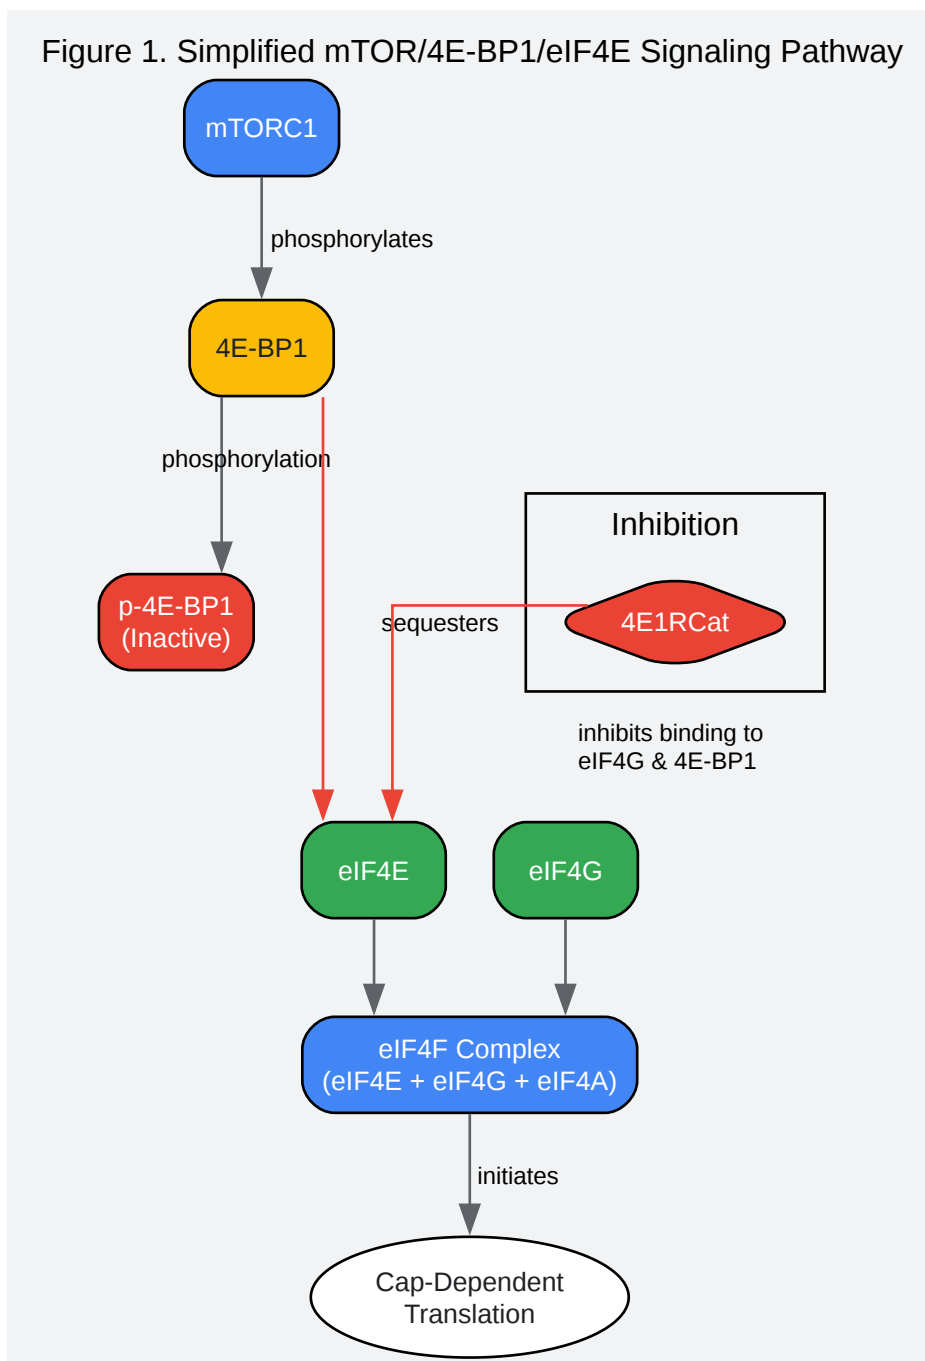 Figure 1. Simplified mTOR/4E-BP1/eIF4E Signaling Pathway
mTORC1
phosphorylates
4E-BP1
phosphorylation
Inhibition
p-4E-BP1
(Inactive)
sequesters
4E1RCat
inhibits binding to
eIF4G & 4E-BP1
eIF4E
eIF4G
eIF4F Complex
(eIF4E + eIF4G + eIF4A)
initiates
Cap-Dependent
Translation